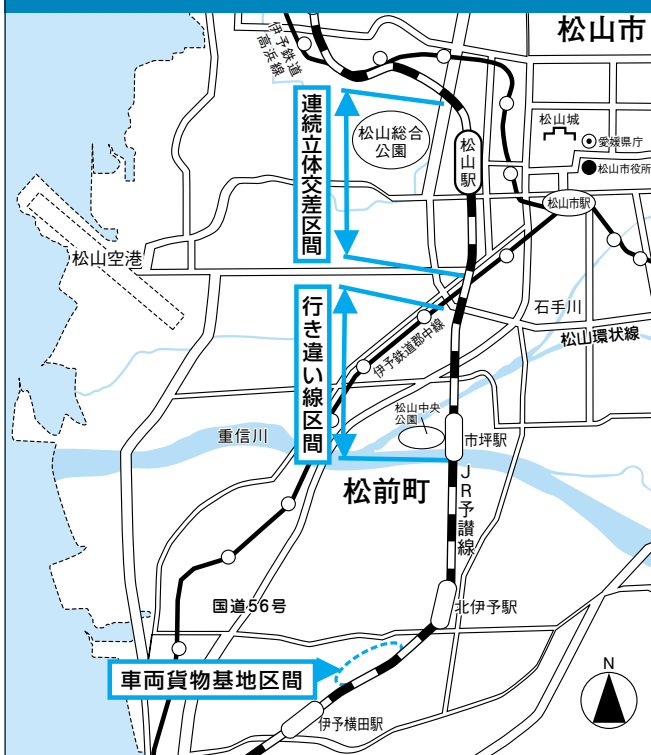 松山市
伊予鉄道
高浜線
連続立体交差区間
松山総合
公園
松山駅
松山城
愛媛県庁
松山市役所
松山市駅
松山空港
行き違い線区間
石手川
松山環状線
伊予鉄道郡中線
松山中央
公園
市坪駅
重信川
松前町
JR予讃線
国道56号
北伊予駅
車両貨物基地区間
伊予横田駅
N